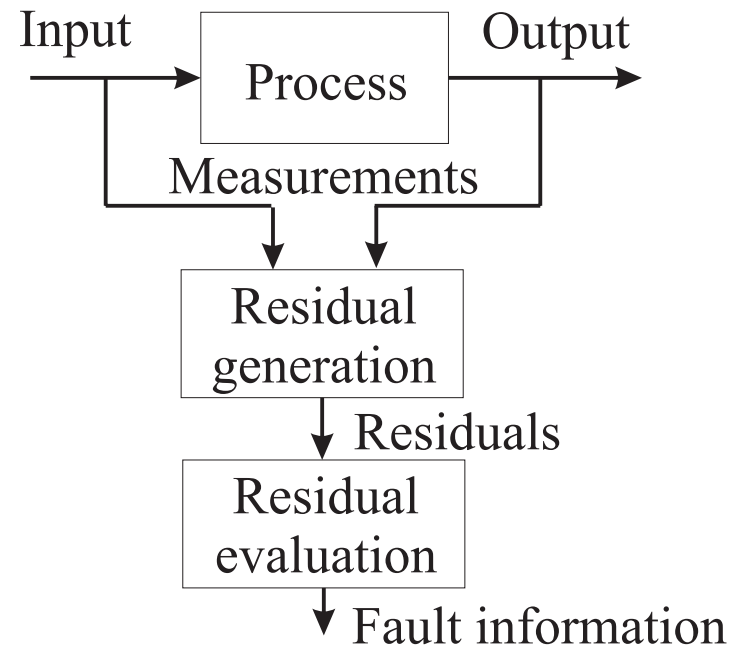 Input
Output
Process
Measurements
Residual
generation
Residuals
Residual
evaluation
Fault information